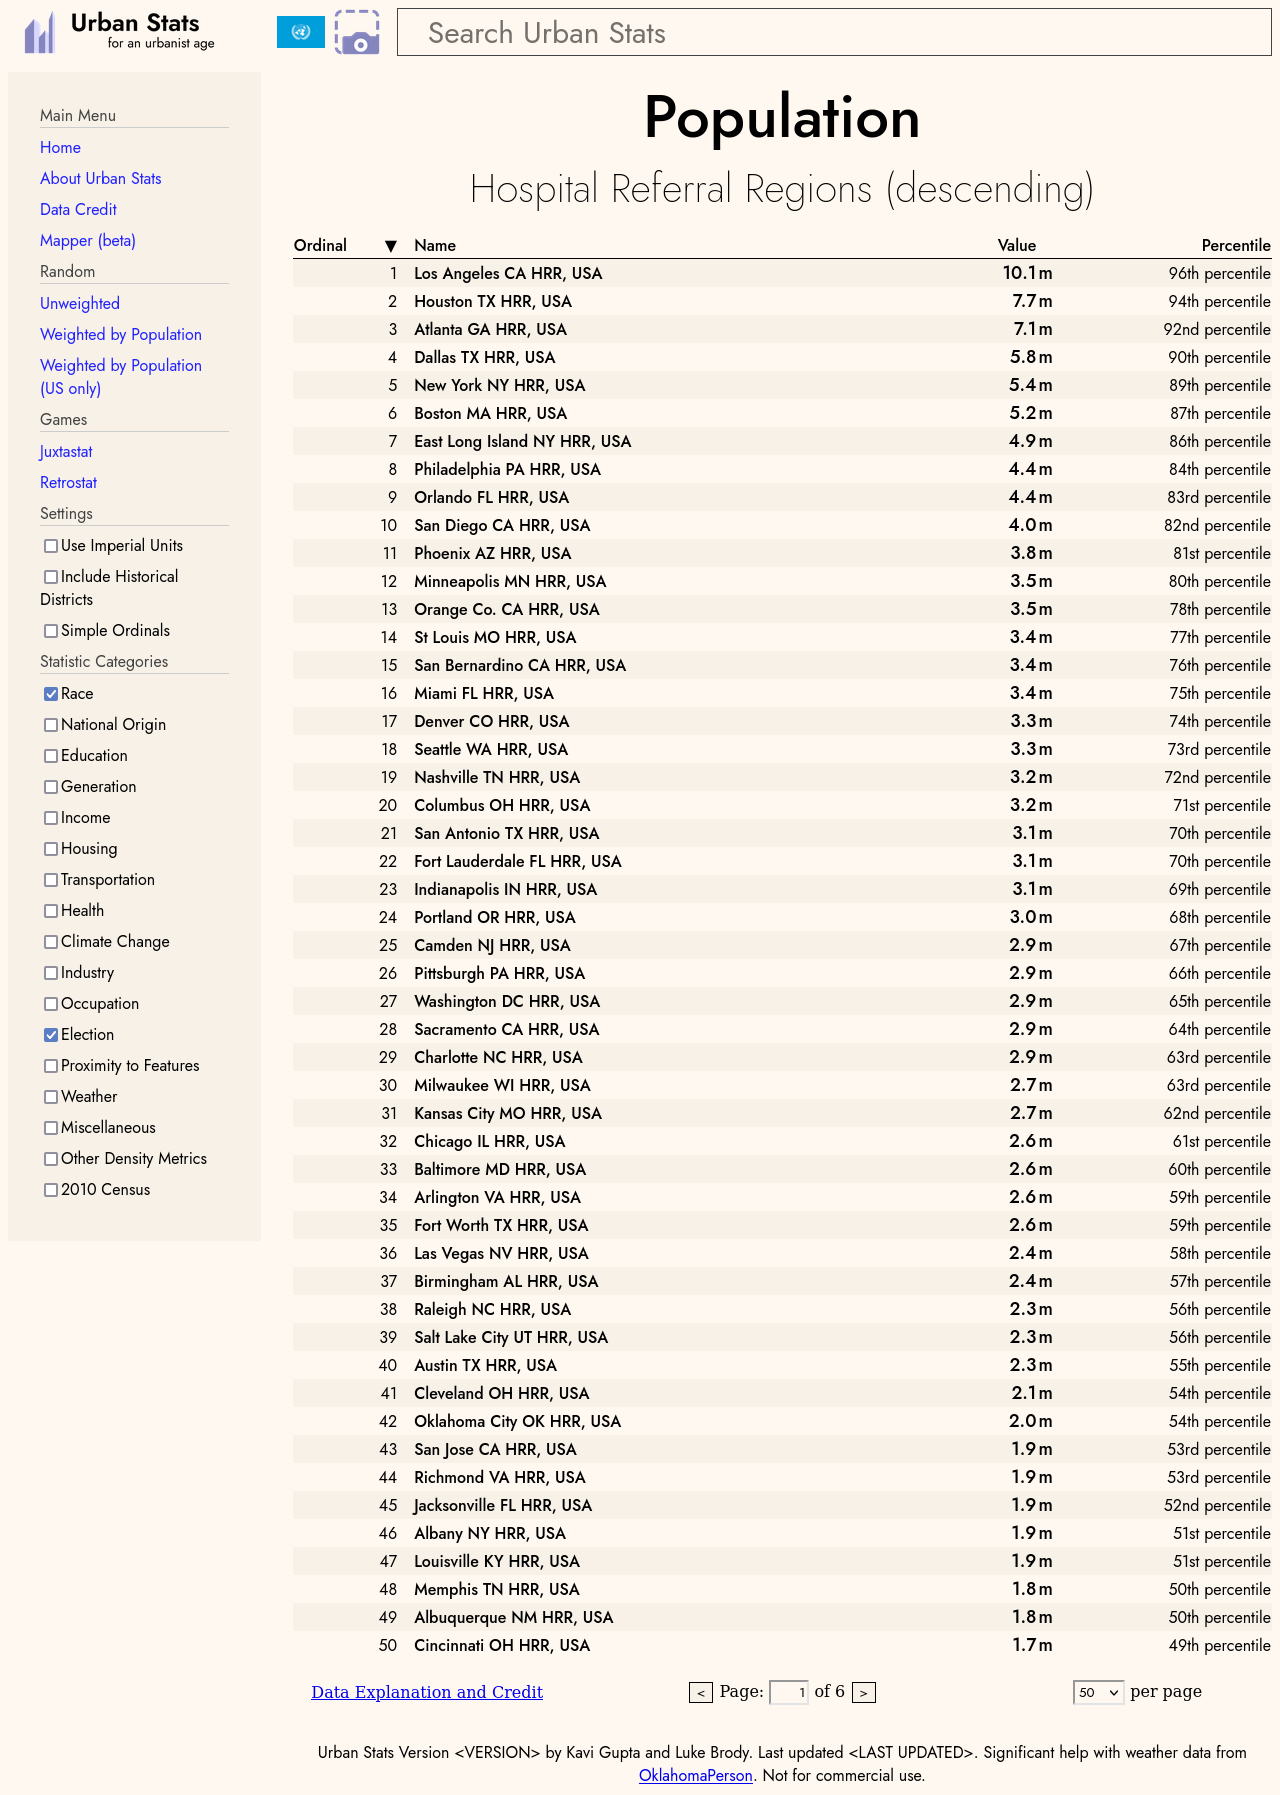 Urban Stats
for an urbanist age
Search Urban Stats
Main Menu
Home
About Urban Stats
Data Credit
Mapper (beta)
Random
Unweighted
Weighted by Population
Weighted by Population
(US only)
Games
Juxtastat
Retrostat
Settings
Use Imperial Units
Include Historical
Districts
Simple Ordinals
Statistic Categories
Race
National Origin
Education
Generation
Income
Housing
Transportation
Health
Climate Change
Industry
Occupation
Election
Proximity to Features
Weather
Miscellaneous
Other Density Metrics
2010 Census
Population
Hospital Referral Regions (descending)
Ordinal ▼ Name Value Percentile
1 Los Angeles CA HRR, USA 10.1 m 96th percentile
2 Houston TX HRR, USA 7.7 m 94th percentile
3 Atlanta GA HRR, USA 7.1 m 92nd percentile
4 Dallas TX HRR, USA 5.8 m 90th percentile
5 New York NY HRR, USA 5.4 m 89th percentile
6 Boston MA HRR, USA 5.2 m 87th percentile
7 East Long Island NY HRR, USA 4.9 m 86th percentile
8 Philadelphia PA HRR, USA 4.4 m 84th percentile
9 Orlando FL HRR, USA 4.4 m 83rd percentile
10 San Diego CA HRR, USA 4.0 m 82nd percentile
11 Phoenix AZ HRR, USA 3.8 m 81st percentile
12 Minneapolis MN HRR, USA 3.5 m 80th percentile
13 Orange Co. CA HRR, USA 3.5 m 78th percentile
14 St Louis MO HRR, USA 3.4 m 77th percentile
15 San Bernardino CA HRR, USA 3.4 m 76th percentile
16 Miami FL HRR, USA 3.4 m 75th percentile
17 Denver CO HRR, USA 3.3 m 74th percentile
18 Seattle WA HRR, USA 3.3 m 73rd percentile
19 Nashville TN HRR, USA 3.2 m 72nd percentile
20 Columbus OH HRR, USA 3.2 m 71st percentile
21 San Antonio TX HRR, USA 3.1 m 70th percentile
22 Fort Lauderdale FL HRR, USA 3.1 m 70th percentile
23 Indianapolis IN HRR, USA 3.1 m 69th percentile
24 Portland OR HRR, USA 3.0 m 68th percentile
25 Camden NJ HRR, USA 2.9 m 67th percentile
26 Pittsburgh PA HRR, USA 2.9 m 66th percentile
27 Washington DC HRR, USA 2.9 m 65th percentile
28 Sacramento CA HRR, USA 2.9 m 64th percentile
29 Charlotte NC HRR, USA 2.9 m 63rd percentile
30 Milwaukee WI HRR, USA 2.7 m 63rd percentile
31 Kansas City MO HRR, USA 2.7 m 62nd percentile
32 Chicago IL HRR, USA 2.6 m 61st percentile
33 Baltimore MD HRR, USA 2.6 m 60th percentile
34 Arlington VA HRR, USA 2.6 m 59th percentile
35 Fort Worth TX HRR, USA 2.6 m 59th percentile
36 Las Vegas NV HRR, USA 2.4 m 58th percentile
37 Birmingham AL HRR, USA 2.4 m 57th percentile
38 Raleigh NC HRR, USA 2.3 m 56th percentile
39 Salt Lake City UT HRR, USA 2.3 m 56th percentile
40 Austin TX HRR, USA 2.3 m 55th percentile
41 Cleveland OH HRR, USA 2.1 m 54th percentile
42 Oklahoma City OK HRR, USA 2.0 m 54th percentile
43 San Jose CA HRR, USA 1.9 m 53rd percentile
44 Richmond VA HRR, USA 1.9 m 53rd percentile
45 Jacksonville FL HRR, USA 1.9 m 52nd percentile
46 Albany NY HRR, USA 1.9 m 51st percentile
47 Louisville KY HRR, USA 1.9 m 51st percentile
48 Memphis TN HRR, USA 1.8 m 50th percentile
49 Albuquerque NM HRR, USA 1.8 m 50th percentile
50 Cincinnati OH HRR, USA 1.7 m 49th percentile
Data Explanation and Credit < Page: 1 of 6 > 50 per page
Urban Stats Version <VERSION> by Kavi Gupta and Luke Brody. Last updated <LAST UPDATED>. Significant help with weather data from
OklahomaPerson. Not for commercial use.